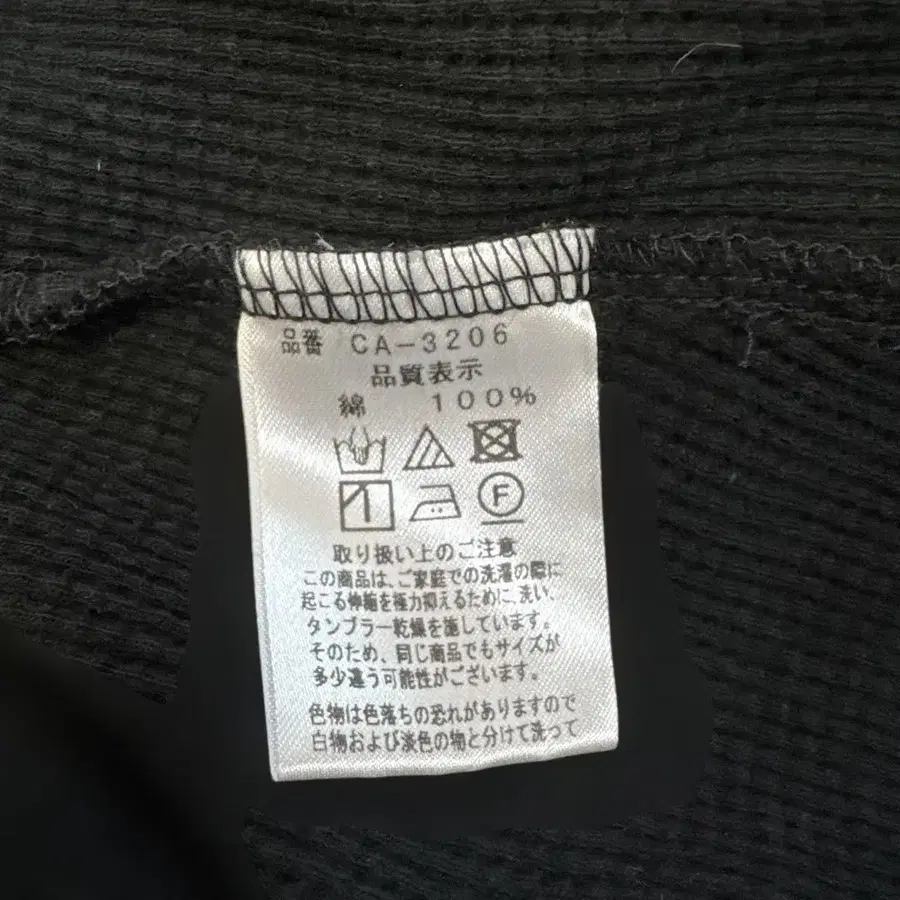 品番 CA-3206
品質表示
綿 100%
F
取り扱い上のご注意
この商品は、ご家庭での洗濯の際に
起こる伸縮を極力抑えるために、洗い、
タンブラー乾燥を施しています。
そのため、同じ商品でもサイズが
多少違う可能性がございます。
色物は色落ちの恐れがありますので
白物および淡色の物と分けて洗って